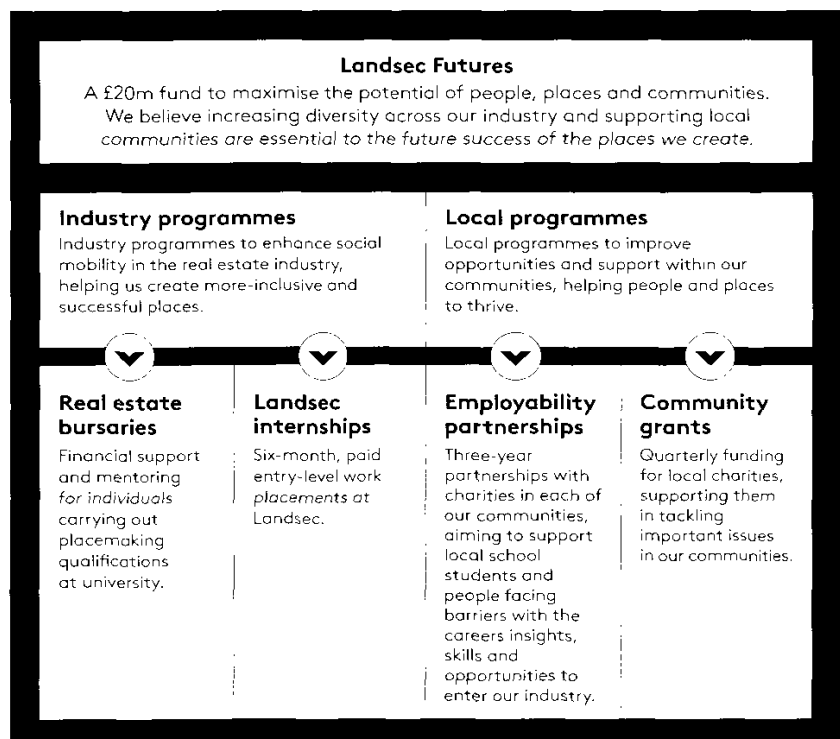 Landsec Futures
A £20m fund to maximise the potential of people, places and communities.
We believe increasing diversity across our industry and supporting local
communities are essential to the future success of the places we create.
Industry programmes
Industry programmes to enhance social
mobility in the real estate industry,
helping us create more-inclusive and
successful places.
Local programmes
Local programmes to improve
opportunities and support within our
communities, helping people and places
to thrive.
Real estate
bursaries
Financial support
and mentoring
for individuals
carrying out
placemaking
qualifications
at university.
Landsec
internships
Six-month, paid
entry-level work
placements at
Landsec.
Employability
partnerships
Three-year
partnerships with
charities in each of
our communities,
aiming to support
local school
students and
people facing
barriers with the
careers insights,
skills and
opportunities to
enter our industry.
Community
grants
Quarterly funding
for local charities,
supporting them
in tackling
important issues
in our communities.